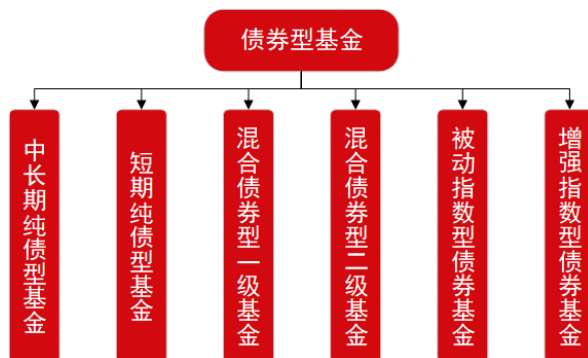 债券型基金
中长期纯债型基金
短期纯债型基金
混合债券型一级基金
混合债券型二级基金
被动指数型债券基金
增强指数型债券基金